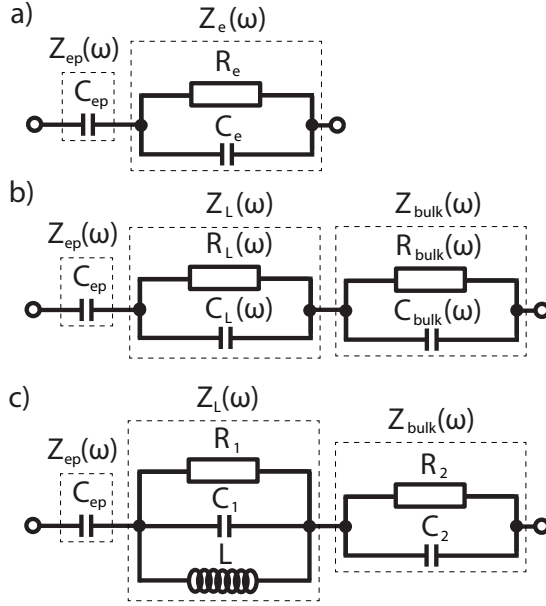 a)
Z_e(ω)
Z_ep(ω)
R_e
C_ep
C_e
b)
Z_L(ω) Z_bulk(ω)
Z_ep(ω)
R_L(ω) R_bulk(ω)
C_ep
C_L(ω) C_bulk(ω)
c)
Z_L(ω)
Z_ep(ω) Z_bulk(ω)
R_1
C_ep R_2
C_1
L C_2